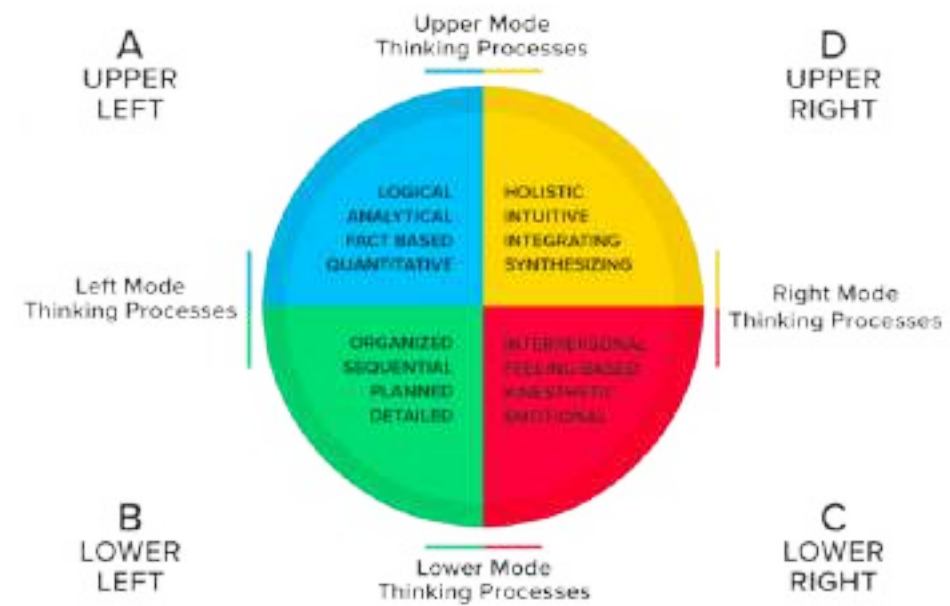 A
UPPER
LEFT
Upper Mode
Thinking Processes
D
UPPER
RIGHT
LOGICAL
ANALYTICAL
FACT BASED
QUANTITATIVE
HOLISTIC
INTUITIVE
INTEGRATING
SYNTHESIZING
Left Mode
Thinking Processes
Right Mode
Thinking Processes
ORGANIZED
SEQUENTIAL
PLANNED
DETAILED
INTERPERSONAL
FEELING-BASED
KINESTHETIC
EMOTIONAL
B
LOWER
LEFT
Lower Mode
Thinking Processes
C
LOWER
RIGHT